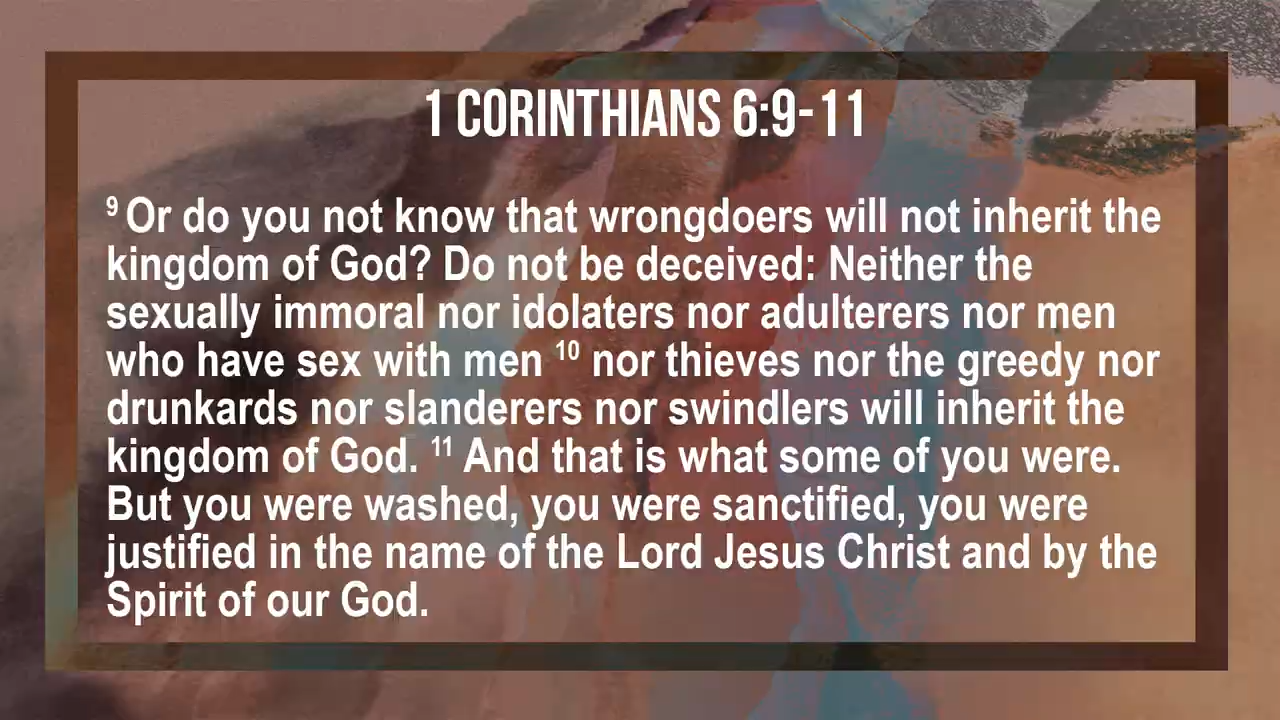 1 CORINTHIANS 6:9-11
⁹ Or do you not know that wrongdoers will not inherit the
kingdom of God? Do not be deceived: Neither the
sexually immoral nor idolaters nor adulterers nor men
who have sex with men ¹⁰ nor thieves nor the greedy nor
drunkards nor slanderers nor swindlers will inherit the
kingdom of God. ¹¹ And that is what some of you were.
But you were washed, you were sanctified, you were
justified in the name of the Lord Jesus Christ and by the
Spirit of our God.